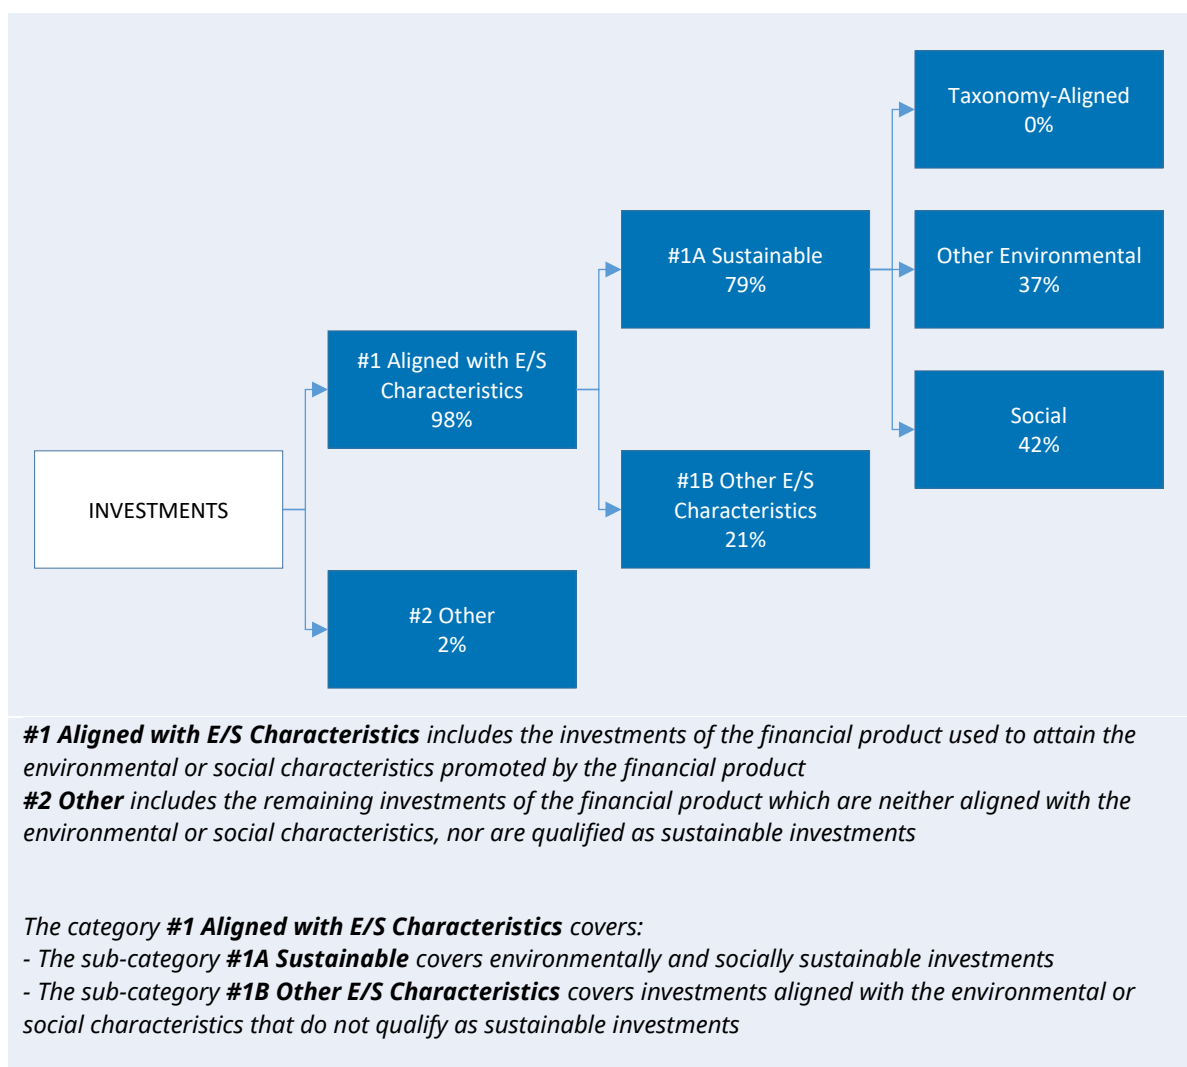 Taxonomy-Aligned
0%
#1A Sustainable
79%
Other Environmental
37%
#1 Aligned with E/S
Characteristics
98%
Social
42%
INVESTMENTS
#1B Other E/S
Characteristics
21%
#2 Other
2%
#1 Aligned with E/S Characteristics includes the investments of the financial product used to attain the
environmental or social characteristics promoted by the financial product
#2 Other includes the remaining investments of the financial product which are neither aligned with the
environmental or social characteristics, nor are qualified as sustainable investments
The category #1 Aligned with E/S Characteristics covers:
- The sub-category #1A Sustainable covers environmentally and socially sustainable investments
- The sub-category #1B Other E/S Characteristics covers investments aligned with the environmental or
social characteristics that do not qualify as sustainable investments